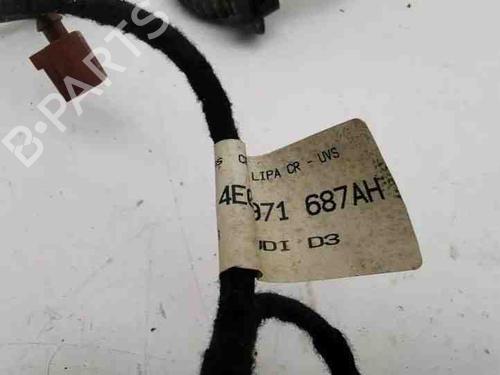 B-PARTS
LIPA CR - UVS
971 687AH
D3